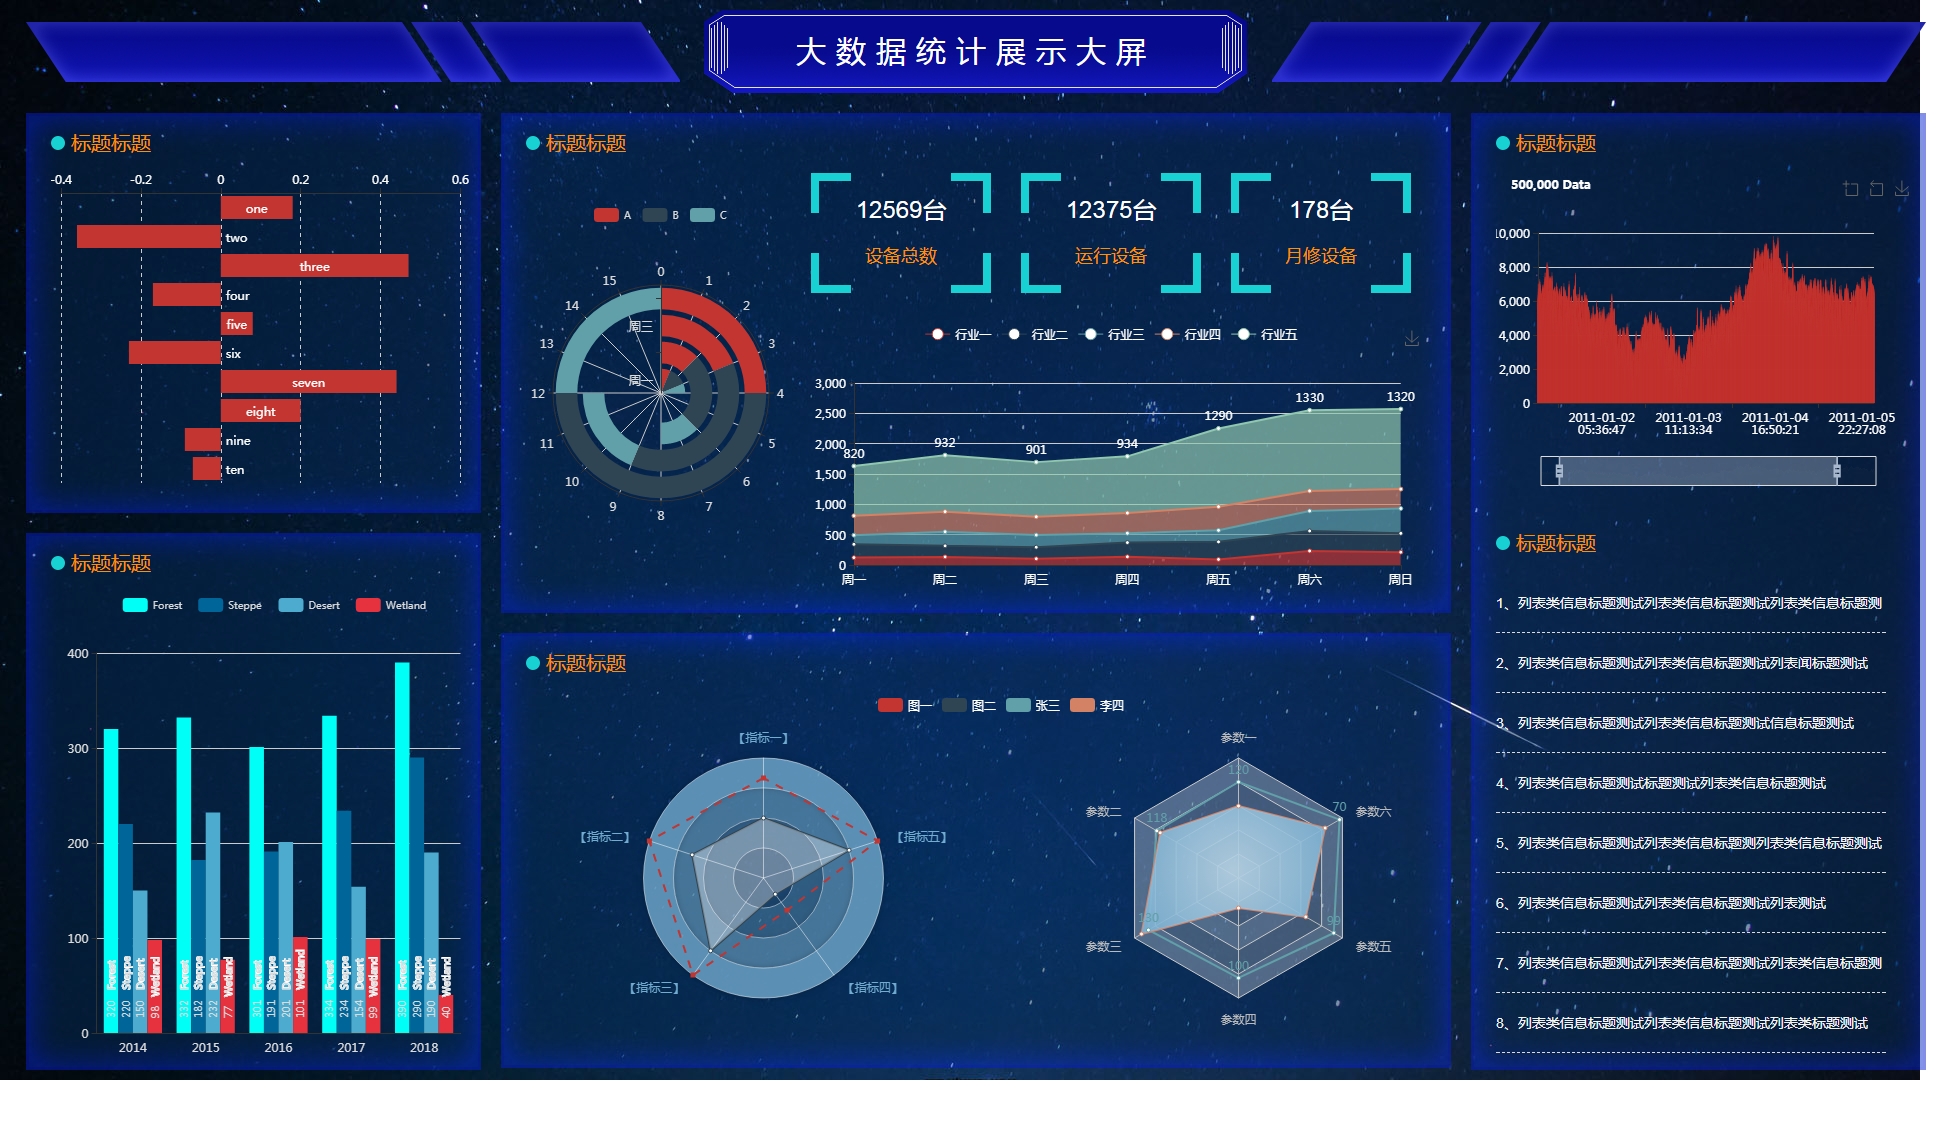 大数据统计展示大屏
标题标题
-0.4 -0.2 0 0.2 0.4 0.6
one
two
three
four
five
six
seven
eight
nine
ten
标题标题
Forest Steppe Desert Wetland
400
300
200
100
0
Forest Steppe Desert Wetland Forest Steppe Desert Wetland Forest Steppe Desert Wetland Forest Steppe Desert Wetland Forest Steppe Desert Wetland
320 220 150 98 332 182 232 77 301 191 201 101 334 234 154 99 390 290 190 40
2014 2015 2016 2017 2018
标题标题
A B C
0
1
2
3
4
5
6
7
8
9
10
11
12
13
14
15
周三
周一
12569台
设备总数
12375台
运行设备
178台
月修设备
行业一 行业二 行业三 行业四 行业五
3,000
2,500
2,000
1,500
1,000
500
0
820 932 901 934 1290 1330 1320
周一 周二 周三 周四 周五 周六 周日
标题标题
图一 图二 张三 李四
【指标一】
【指标二】
【指标三】
【指标四】
【指标五】
参数一
参数二
参数三
参数四
参数五
参数六
120
118
130
100
99
70
标题标题
500,000 Data
10,000
8,000
6,000
4,000
2,000
0
2011-01-02 2011-01-03 2011-01-04 2011-01-05
05:36:47 11:13:34 16:50:21 22:27:08
标题标题
1、列表类信息标题测试列表类信息标题测试列表类信息标题测
2、列表类信息标题测试列表类信息标题测试列表闻标题测试
3、列表类信息标题测试列表类信息标题测试信息标题测试
4、列表类信息标题测试标题测试列表类信息标题测试
5、列表类信息标题测试列表类信息标题测列表类信息标题测试
6、列表类信息标题测试列表类信息标题测试列表测试
7、列表类信息标题测试列表类信息标题测试列表类信息标题测
8、列表类信息标题测试列表类信息标题测试列表类标题测试